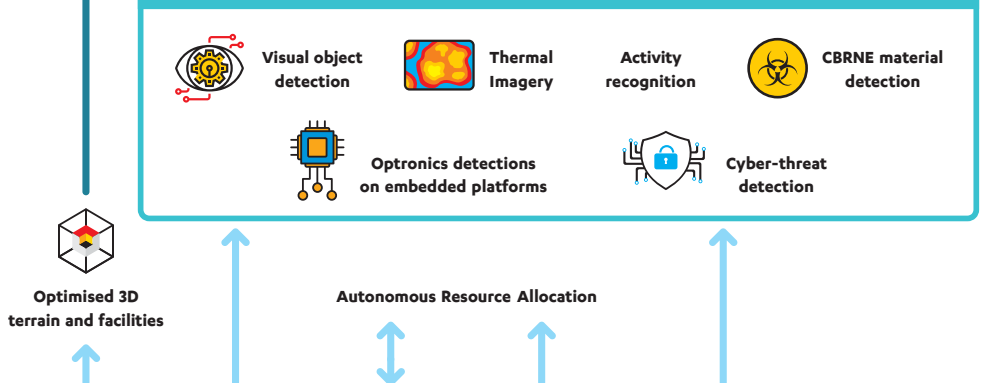 Visual object
detection
Thermal
Imagery
Activity
recognition
CBRNE material
detection
Optronics detections
on embedded platforms
Cyber-threat
detection
Optimised 3D
terrain and facilities
Autonomous Resource Allocation